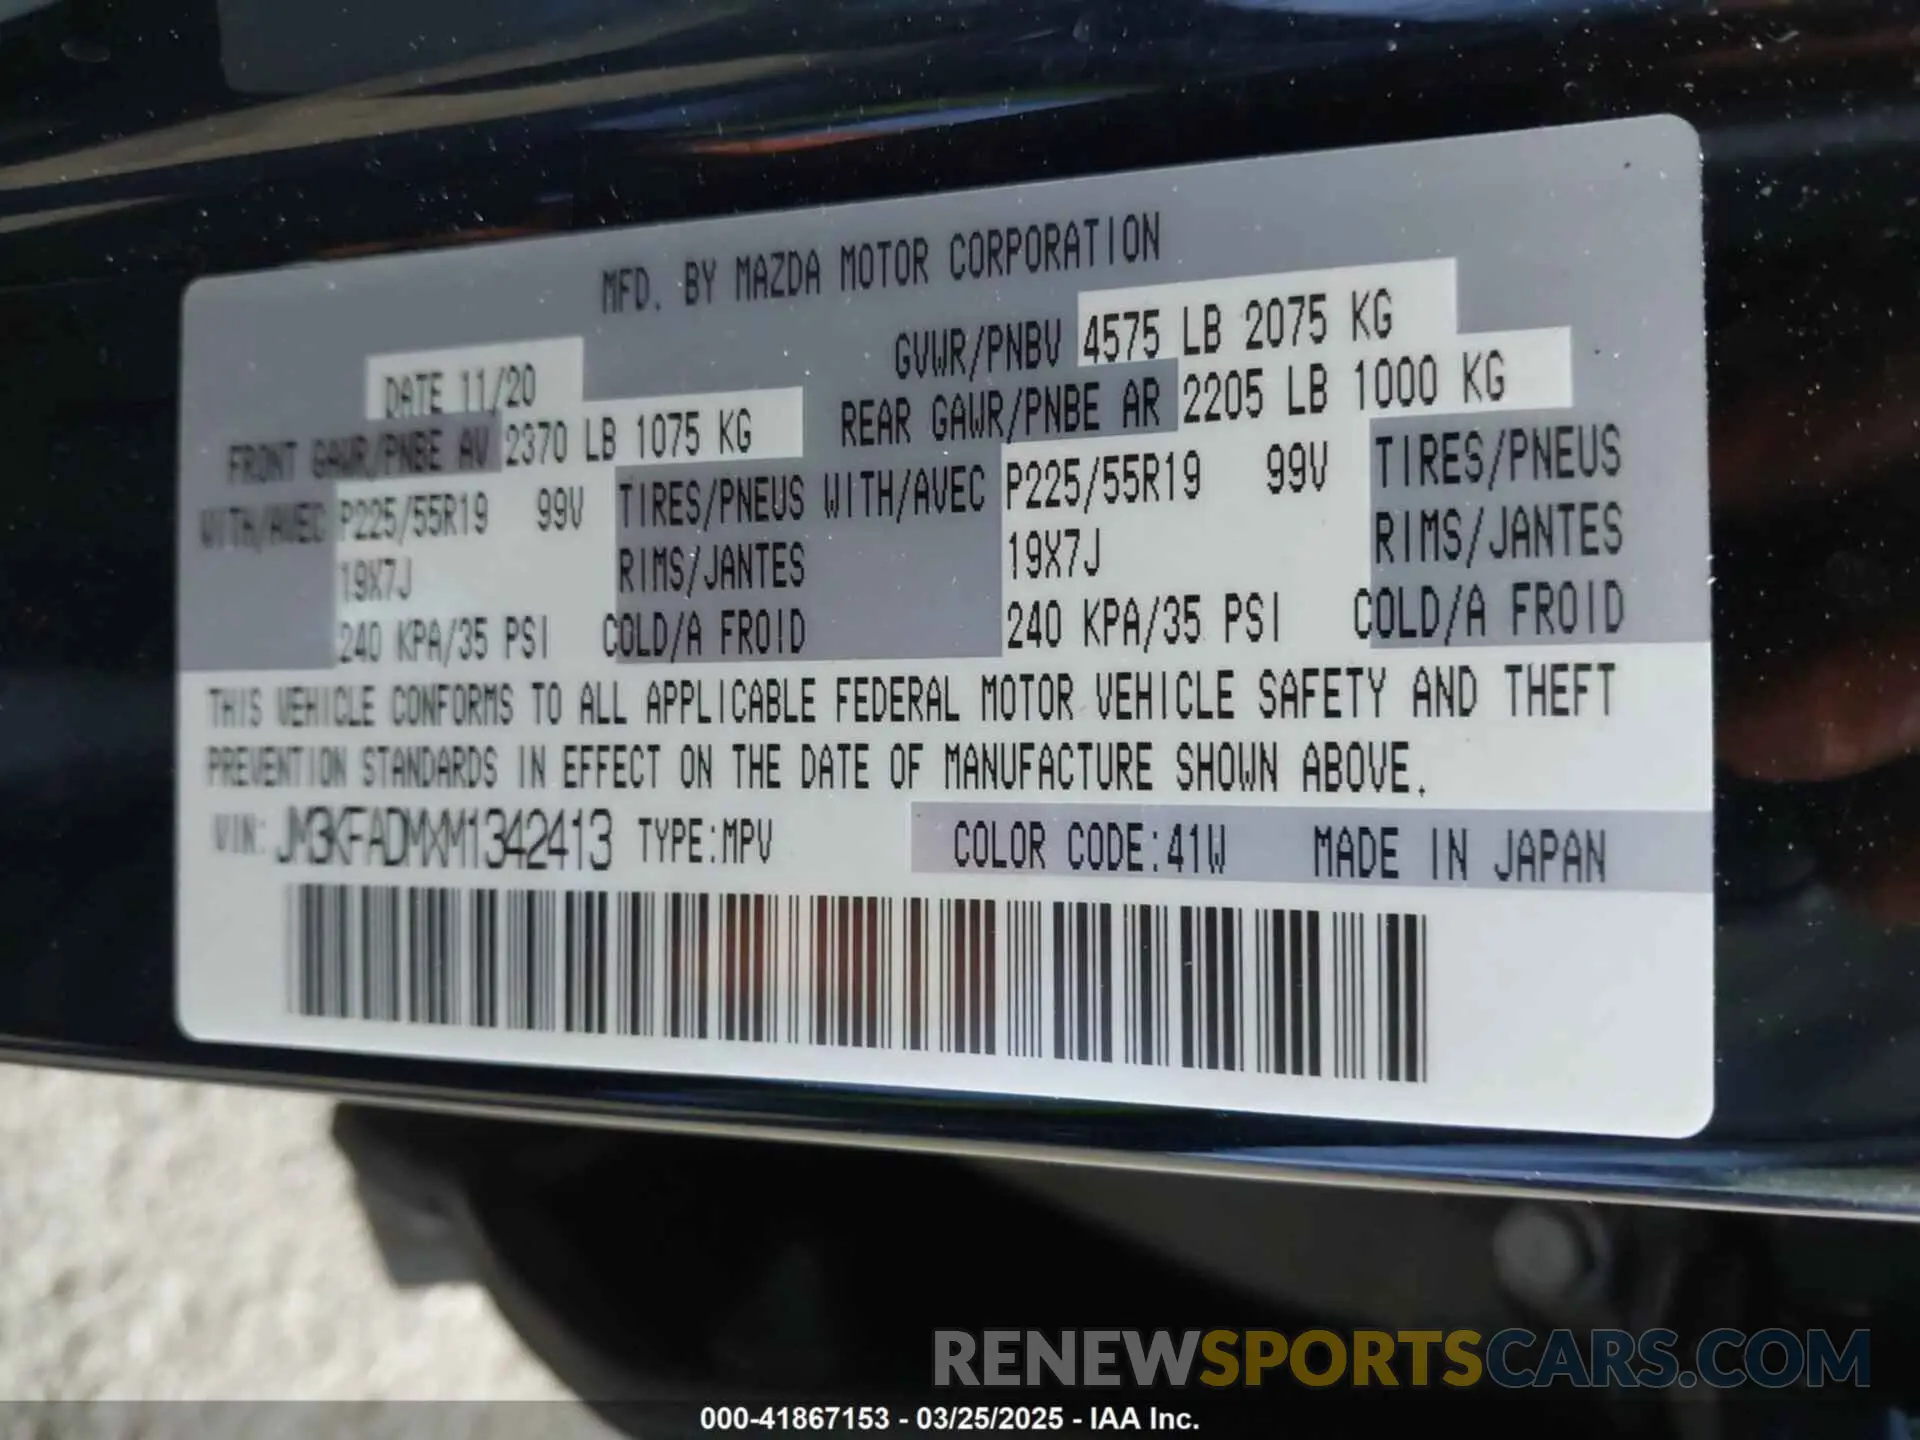 MFD. BY MAZDA MOTOR CORPORATION
DATE 11/20 GVWR/PNBV 4575 LB 2075 KG
FRONT GAWR/PNBE AV 2370 LB 1075 KG REAR GAWR/PNBE AR 2205 LB 1000 KG
WITH/AVEC P225/55R19 99V TIRES/PNEUS WITH/AVEC P225/55R19 99V TIRES/PNEUS
19X7J RIMS/JANTES 19X7J RIMS/JANTES
240 KPA/35 PSI COLD/A FROID 240 KPA/35 PSI COLD/A FROID
THIS VEHICLE CONFORMS TO ALL APPLICABLE FEDERAL MOTOR VEHICLE SAFETY AND THEFT
PREVENTION STANDARDS IN EFFECT ON THE DATE OF MANUFACTURE SHOWN ABOVE.
VIN: JM3KFADMXM1342413 TYPE:MPV COLOR CODE:41W MADE IN JAPAN
RENEWSPORTSCARS.COM
000-41867153 - 03/25/2025 - IAA Inc.